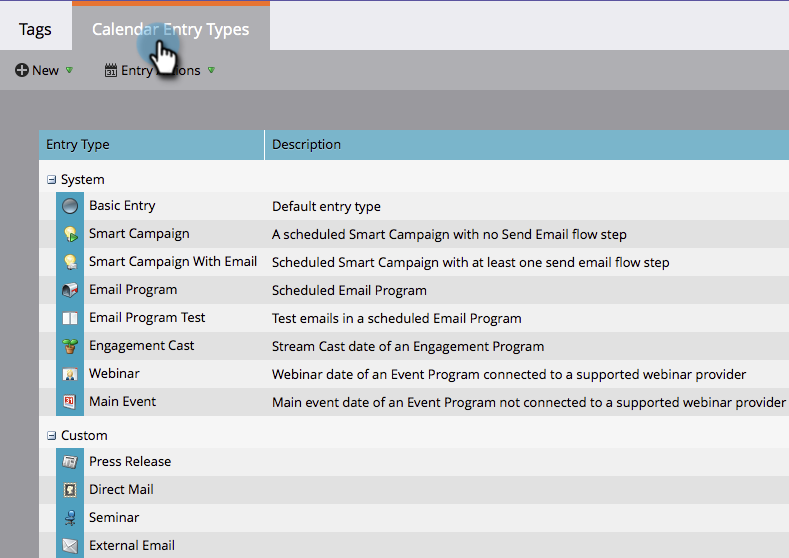 Tags Calendar Entry Types
New Entry
Entry Type Description
System
Basic Entry Default entry type
Smart Campaign A scheduled Smart Campaign with no Send Email flow step
Smart Campaign With Email Scheduled Smart Campaign with at least one send email flow step
Email Program Scheduled Email Program
Email Program Test Test emails in a scheduled Email Program
Engagement Cast Stream Cast date of an Engagement Program
Webinar Webinar date of an Event Program connected to a supported webinar provider
Main Event Main event date of an Event Program not connected to a supported webinar provider
Custom
Press Release
Direct Mail
Seminar
External Email